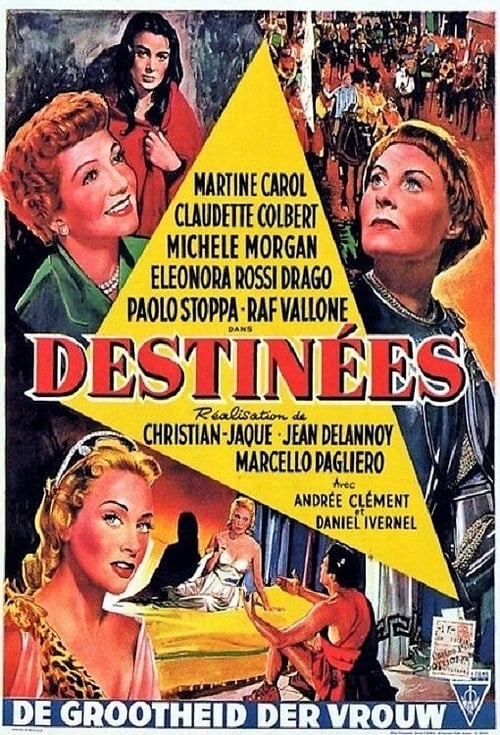 MARTINE CAROL
CLAUDETTE COLBERT
MICHELE MORGAN
ELEONORA ROSSI DRAGO
PAOLO STOPPA · RAF VALLONE
DANS
DESTINÉES
Réalisation de
CHRISTIAN-JAQUE · JEAN DELANNOY
MARCELLO PAGLIERO
Avec
ANDRÉE CLÉMENT
et
DANIEL IVERNEL
DE GROOTHEID DER VROUW